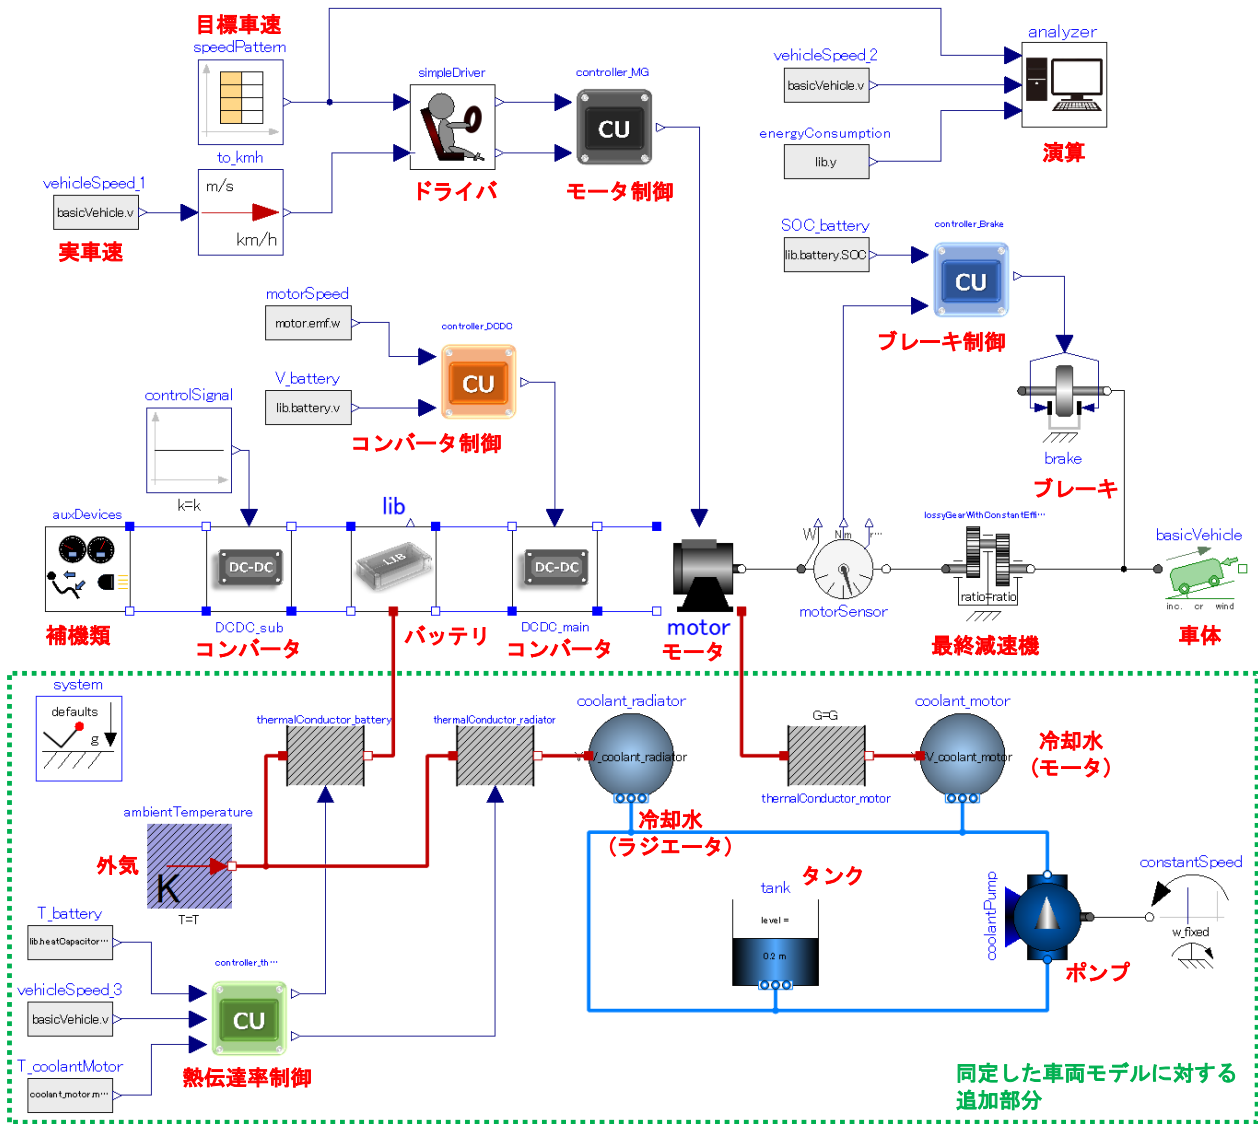 目標車速
speedPattern
simpleDriver
controller_MG
CU
モータ制御
ドライバ
to_kmh
m/s
km/h
vehicleSpeed_1
basicVehicle.v
実車速
analyzer
vehicleSpeed_2
basicVehicle.v
energyConsumption
lib.y
演算
SOC_battery
lib.battery.SOC
controller_Brake
CU
ブレーキ制御
motorSpeed
motor.emf.w
controller_DCDC
CU
V_battery
lib.battery.v
コンバータ制御
controlSignal
k=k
brake
ブレーキ
auxDevices
補機類
DC-DC
DCDC_sub
コンバータ
lib
LIB
バッテリ
DC-DC
DCDC_main
コンバータ
motor
モータ
W
Nm
r…
motorSensor
lossyGearWithConstantEffi…
ratio=ratio
最終減速機
basicVehicle
inc. or wind
車体
system
defaults
g
thermalConductor_battery
thermalConductor_radiator
coolant_radiator
V_coolant_radiator
冷却水
(ラジエータ)
G=G
thermalConductor_motor
coolant_motor
V_coolant_motor
冷却水
(モータ)
ambientTemperature
外気
K
T=T
T_battery
lib.heatCapacitor…
vehicleSpeed_3
basicVehicle.v
T_coolantMotor
coolant_motor.m…
controller_th…
CU
熱伝達率制御
タンク
tank
level =
0.2 m
coolantPump
ポンプ
constantSpeed
w_fixed
同定した車両モデルに対する
追加部分